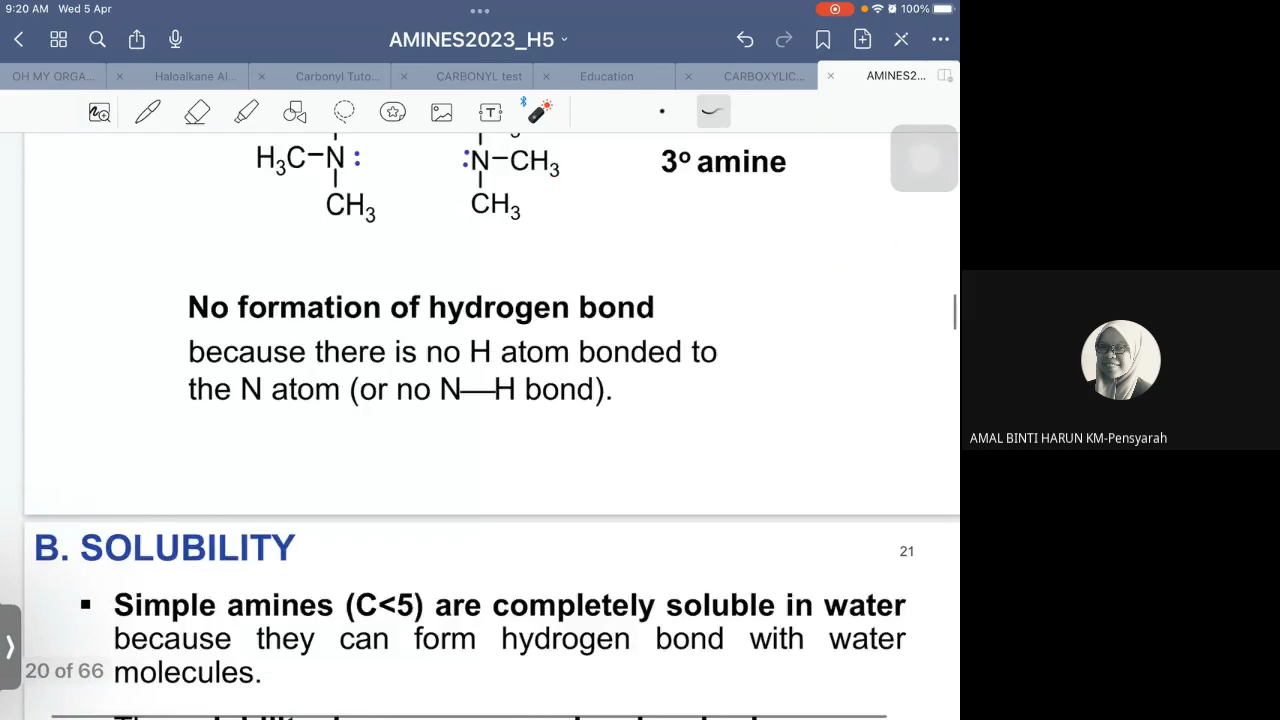 9:20 AM Wed 5 Apr
100%
AMINES2023_H5
OH MY ORGA...
Haloalkane Al...
Carbonyl Tuto...
CARBONYL test
Education
CARBOXYLIC...
AMINES2...
H₃C–N :
CH₃
:N–CH₃
CH₃
3º amine
No formation of hydrogen bond
because there is no H atom bonded to
the N atom (or no N—H bond).
B. SOLUBILITY
21
▪ Simple amines (C<5) are completely soluble in water
because they can form hydrogen bond with water
molecules.
20 of 66
AMAL BINTI HARUN KM-Pensyarah